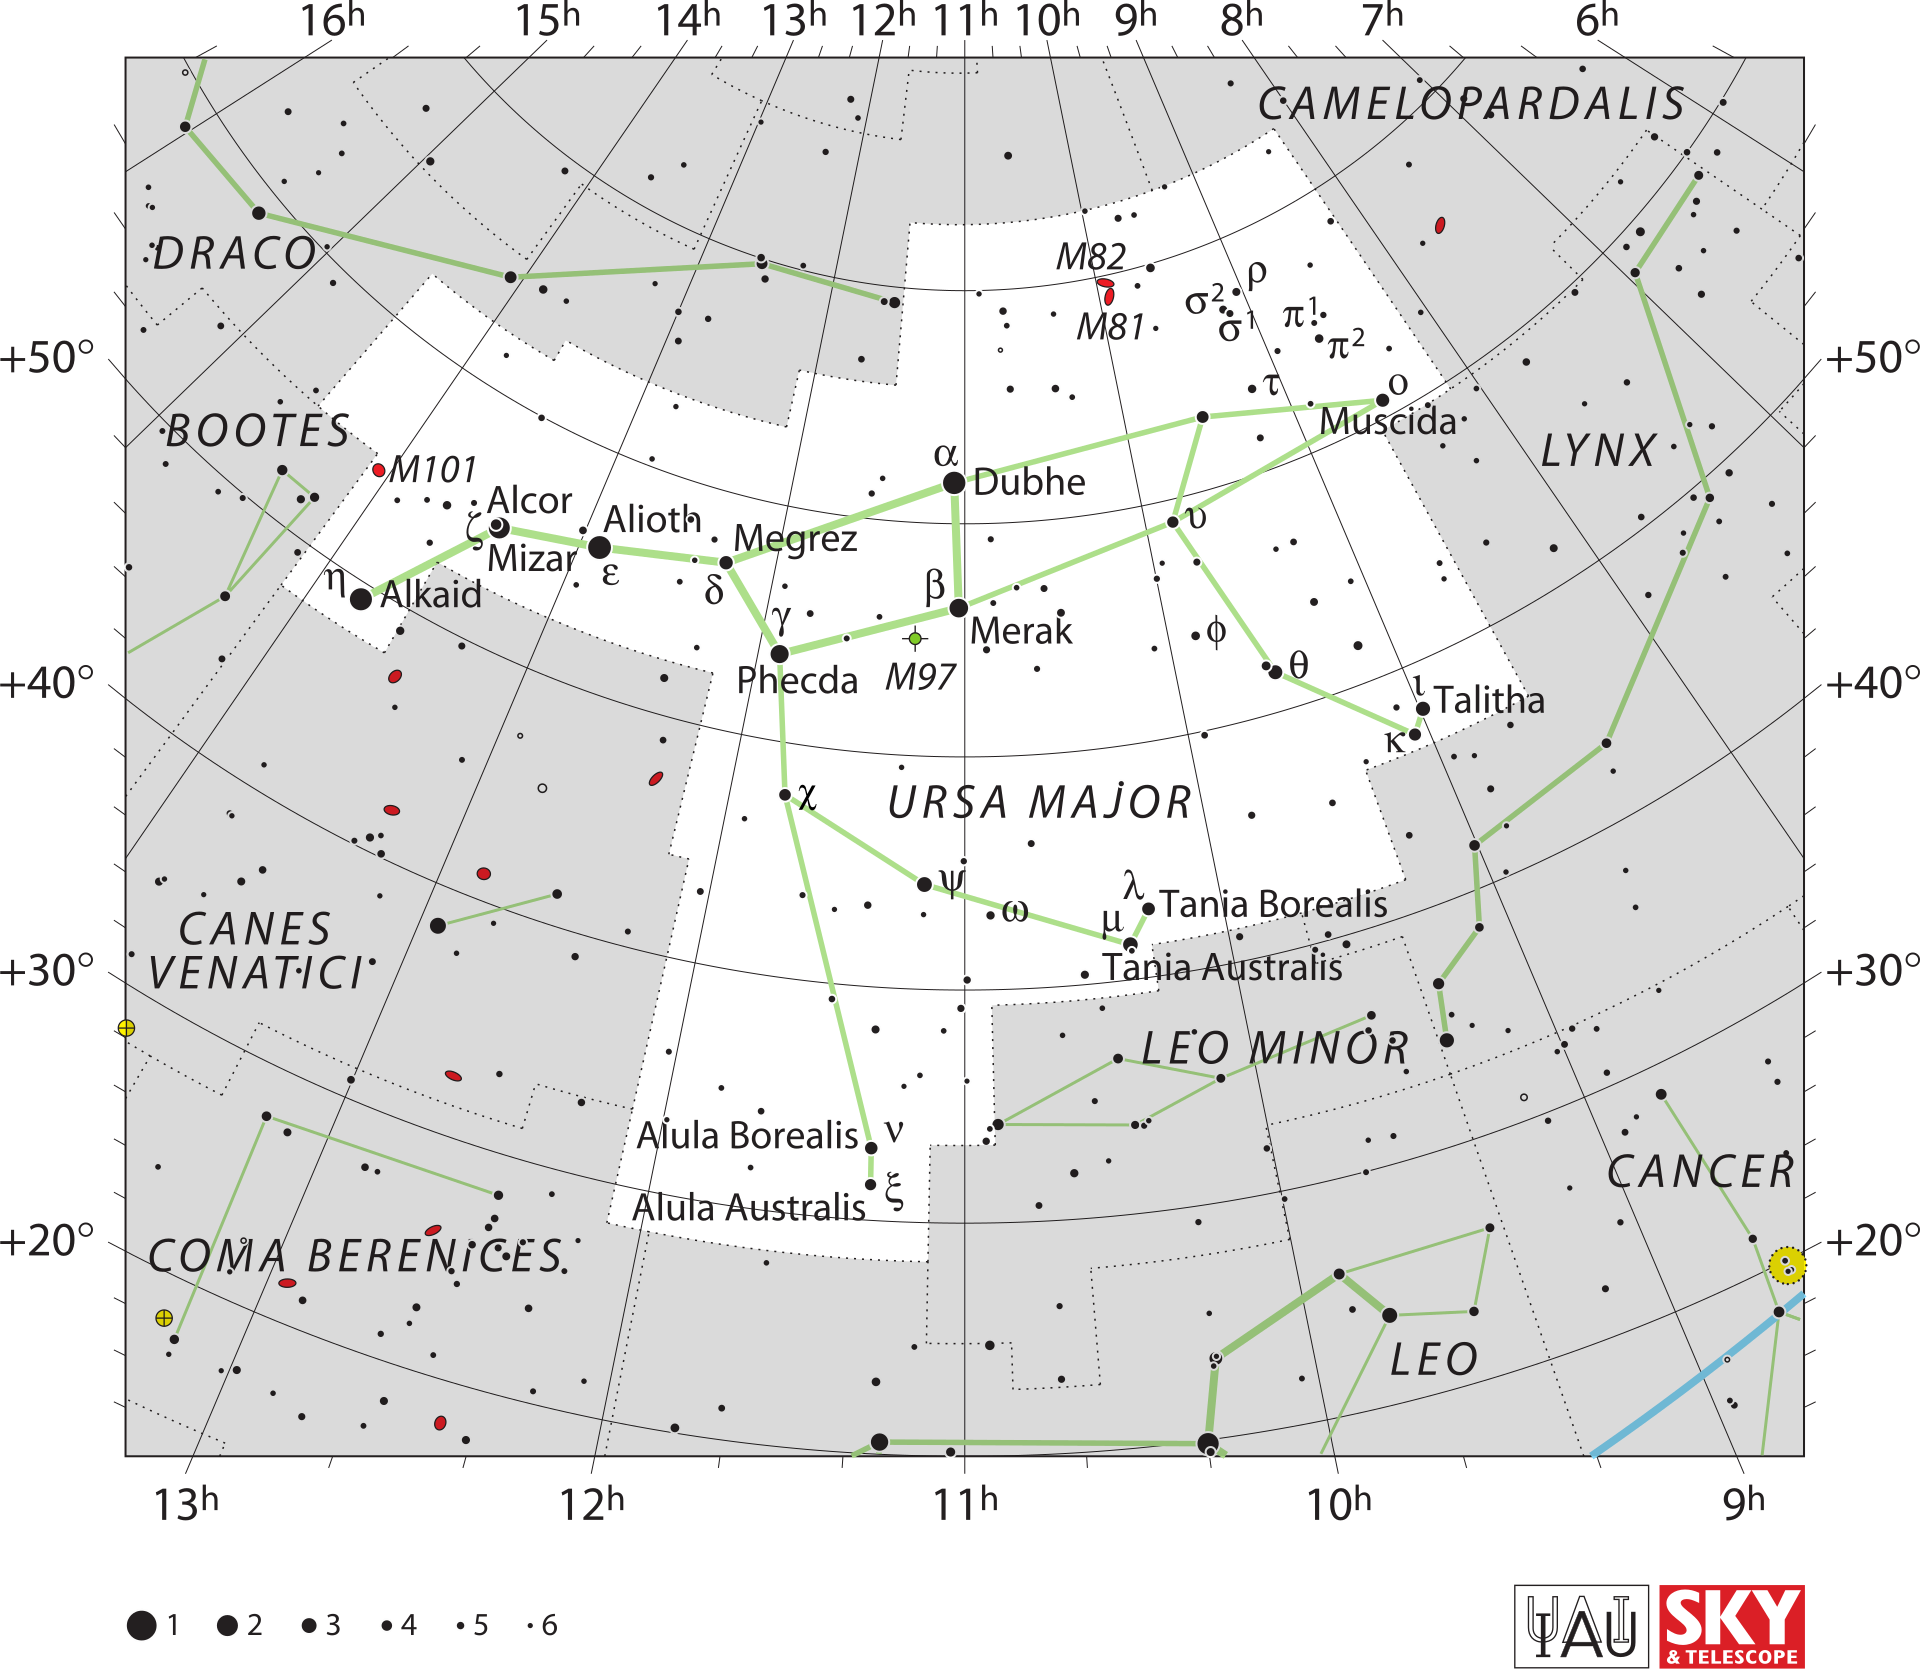 16h 15h 14h 13h 12h 11h 10h 9h 8h 7h 6h
CAMELOPARDALIS
DRACO
M82
ρ
σ2
σ1
π1
M81
π2
+50°
+50°
τ
ο
Muscida
BOOTES
LYNX
α
Dubhe
M101
Alcor
ζ
Alioth
Megrez
υ
Mizar
ε
η
Alkaid
δ
β
γ
Merak
φ
+40°
+40°
Phecda
M97
θ
ι
Talitha
κ
χ
URSA MAJOR
ψ
λ
Tania Borealis
ω
μ
CANES
VENATICI
+30°
+30°
Tania Australis
LEO MINOR
Alula Borealis
ν
CANCER
ξ
Alula Australis
+20°
+20°
COMA BERENICES
LEO
13h 12h 11h 10h 9h
1 2 3 4 5 6
IAU
SKY
& TELESCOPE